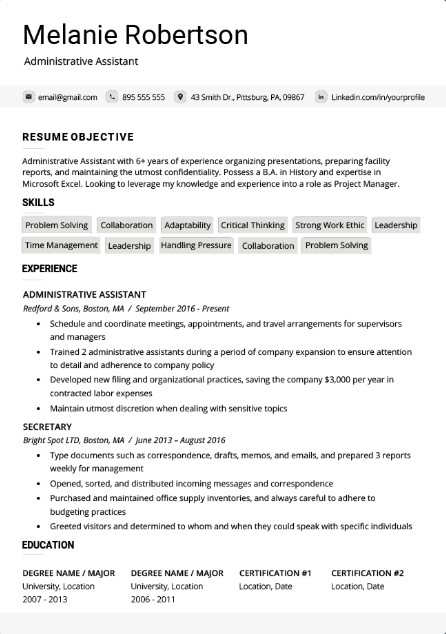 Melanie Robertson
Administrative Assistant
email@gmail.com 895 555 555 43 Smith Dr., Pittsburg, PA, 09867 Linkedin.com/in/yourprofile
RESUME OBJECTIVE
Administrative Assistant with 6+ years of experience organizing presentations, preparing facility
reports, and maintaining the utmost confidentiality. Possess a B.A. in History and expertise in
Microsoft Excel. Looking to leverage my knowledge and experience into a role as Project Manager.
SKILLS
Problem Solving Collaboration Adaptability Critical Thinking Strong Work Ethic Leadership
Time Management Leadership Handling Pressure Collaboration Problem Solving
EXPERIENCE
ADMINISTRATIVE ASSISTANT
Redford & Sons, Boston, MA / September 2016 - Present
• Schedule and coordinate meetings, appointments, and travel arrangements for supervisors
and managers
• Trained 2 administrative assistants during a period of company expansion to ensure attention
to detail and adherence to company policy
• Developed new filing and organizational practices, saving the company $3,000 per year in
contracted labor expenses
• Maintain utmost discretion when dealing with sensitive topics
SECRETARY
Bright Spot LTD, Boston, MA / June 2013 – August 2016
• Type documents such as correspondence, drafts, memos, and emails, and prepared 3 reports
weekly for management
• Opened, sorted, and distributed incoming messages and correspondence
• Purchased and maintained office supply inventories, and always careful to adhere to
budgeting practices
• Greeted visitors and determined to whom and when they could speak with specific individuals
EDUCATION
DEGREE NAME / MAJOR DEGREE NAME / MAJOR CERTIFICATION #1 CERTIFICATION #2
University, Location University, Location Location, Date Location, Date
2007 - 2013 2006 - 2011